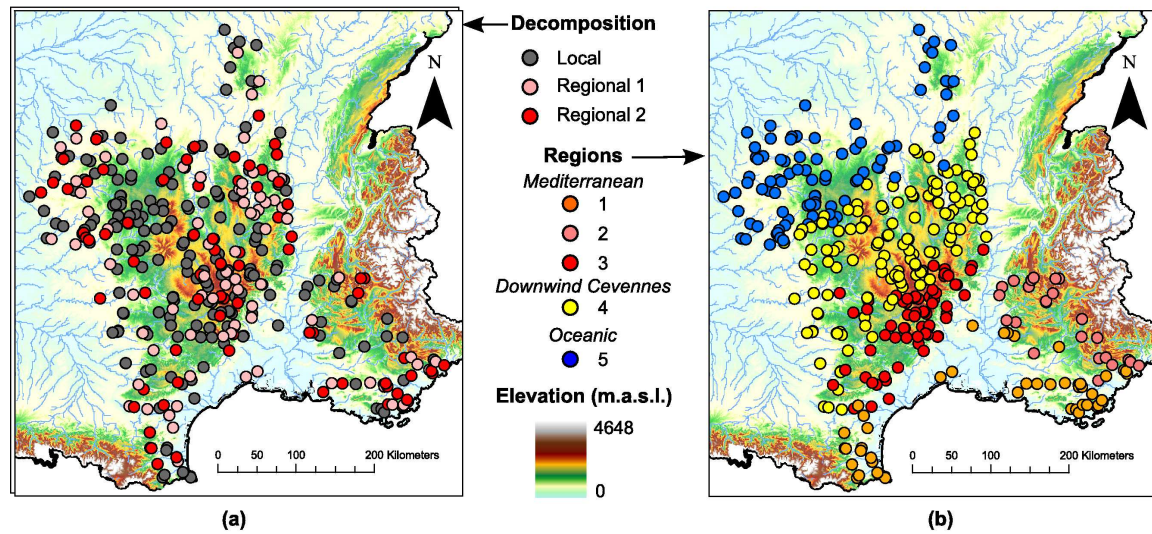 Decomposition
Local
Regional 1
Regional 2
Regions
Mediterranean
1
2
3
Downwind Cevennes
4
Oceanic
5
Elevation (m.a.s.l.)
4648
0
N
0 50 100 200 Kilometers
(a)
N
0 50 100 200 Kilometers
(b)